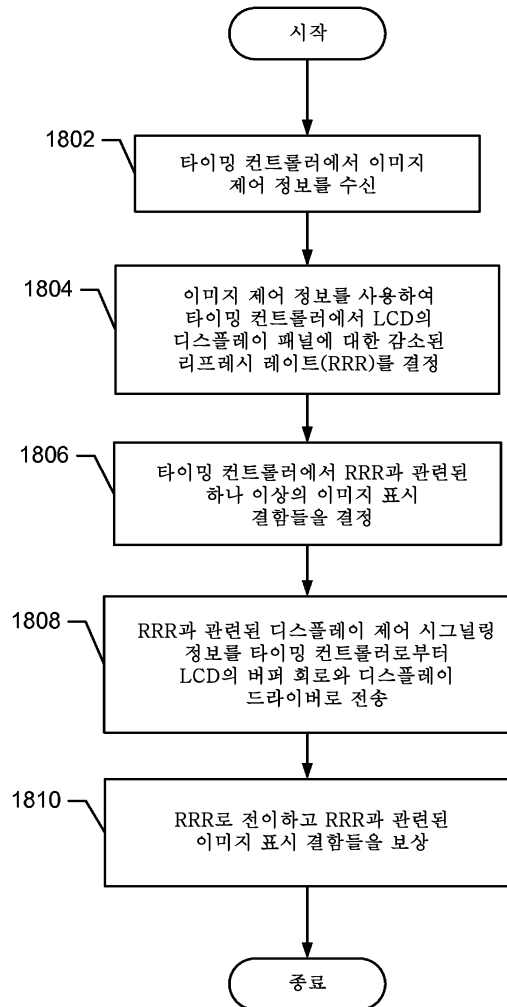 시작
1802
타이밍 컨트롤러에서 이미지
제어 정보를 수신
1804
이미지 제어 정보를 사용하여
타이밍 컨트롤러에서 LCD의
디스플레이 패널에 대한 감소된
리프레시 레이트(RRR)를 결정
1806
타이밍 컨트롤러에서 RRR과 관련된
하나 이상의 이미지 표시
결함들을 결정
1808
RRR과 관련된 디스플레이 제어 시그널링
정보를 타이밍 컨트롤러로부터
LCD의 버퍼 회로와 디스플레이
드라이버로 전송
1810
RRR로 전이하고 RRR과 관련된
이미지 표시 결함들을 보상
종료